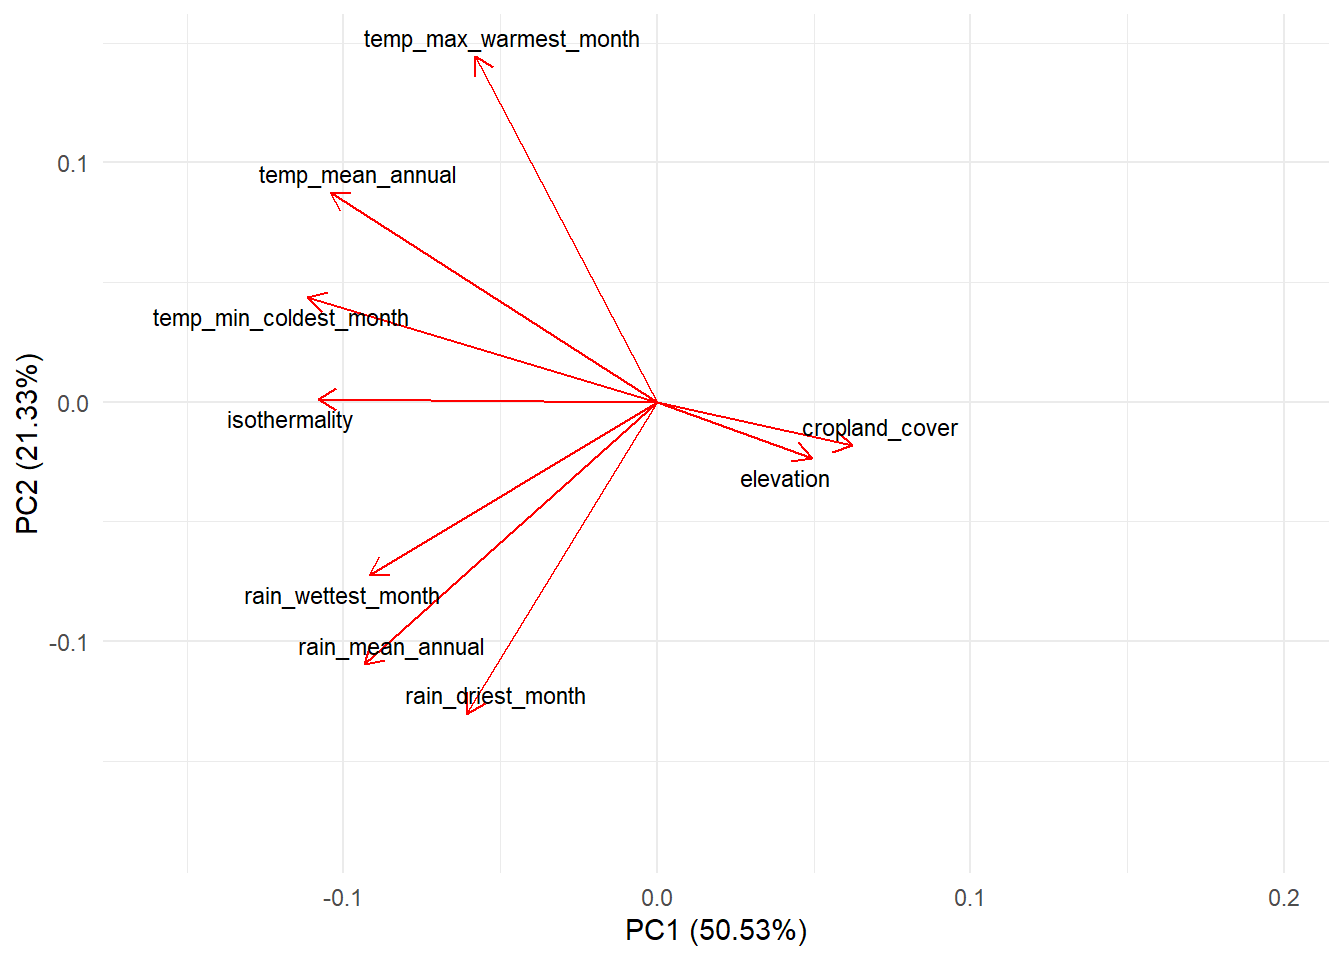 temp_max_warmest_month
0.1
temp_mean_annual
temp_min_coldest_month
0.0
isothermality
cropland_cover
elevation
PC2 (21.33%)
rain_wettest_month
-0.1
rain_mean_annual
rain_driest_month
-0.1
0.0
0.1
0.2
PC1 (50.53%)